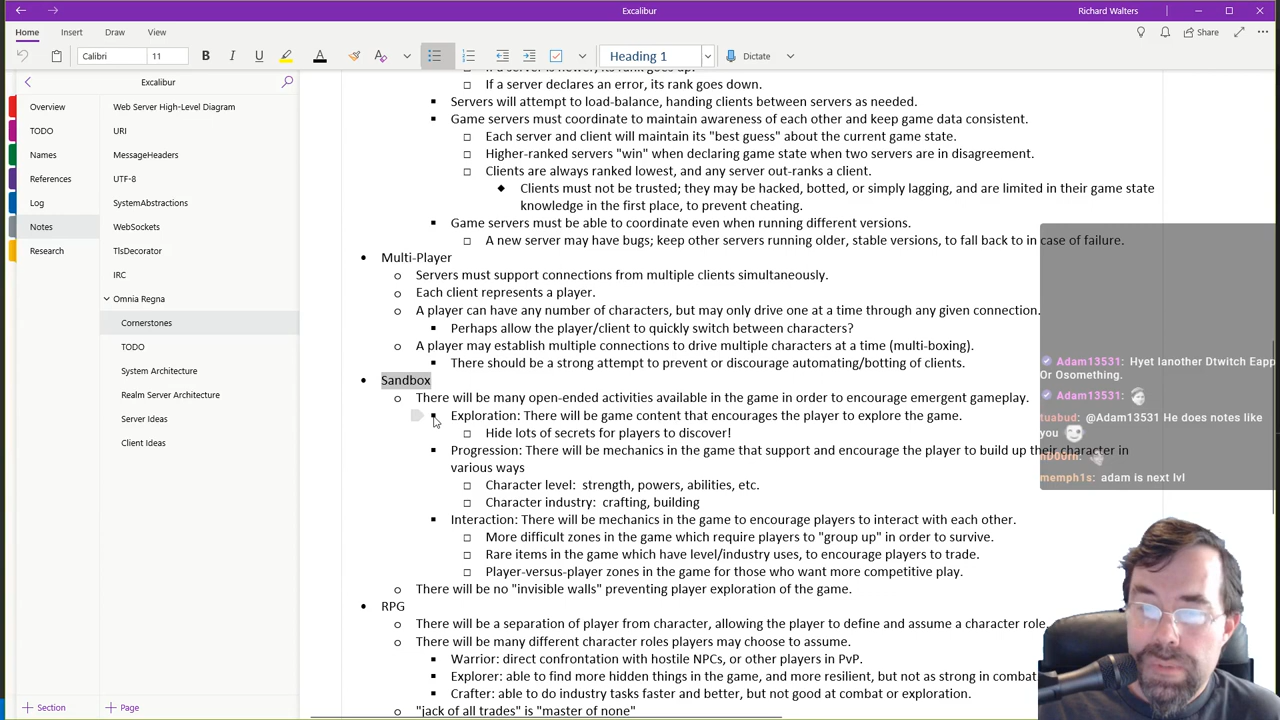 Excalibur
Richard Walters
Home
Insert
Draw
View
Share
Calibri
11
B
I
U
A
Heading 1
Dictate
Excalibur
Overview
TODO
Names
References
Log
Notes
Research
Web Server High-Level Diagram
URI
MessageHeaders
UTF-8
SystemAbstractions
WebSockets
TlsDecorator
IRC
Omnia Regna
Cornerstones
TODO
System Architecture
Realm Server Architecture
Server Ideas
Client Ideas
Section
Page
If a server is newer, its rank goes up.
If a server declares an error, its rank goes down.
Servers will attempt to load-balance, handing clients between servers as needed.
Game servers must coordinate to maintain awareness of each other and keep game data consistent.
Each server and client will maintain its "best guess" about the current game state.
Higher-ranked servers "win" when declaring game state when two servers are in disagreement.
Clients are always ranked lowest, and any server out-ranks a client.
Clients must not be trusted; they may be hacked, botted, or simply lagging, and are limited in their game state
knowledge in the first place, to prevent cheating.
Game servers must be able to coordinate even when running different versions.
A new server may have bugs; keep other servers running older, stable versions, to fall back to in case of failure.
Multi-Player
Servers must support connections from multiple clients simultaneously.
Each client represents a player.
A player can have any number of characters, but may only drive one at a time through any given connection.
Perhaps allow the player/client to quickly switch between characters?
A player may establish multiple connections to drive multiple characters at a time (multi-boxing).
There should be a strong attempt to prevent or discourage automating/botting of clients.
Sandbox
There will be many open-ended activities available in the game in order to encourage emergent gameplay.
Exploration: There will be game content that encourages the player to explore the game.
Hide lots of secrets for players to discover!
Progression: There will be mechanics in the game that support and encourage the player to build up their character in
various ways
Character level: strength, powers, abilities, etc.
Character industry: crafting, building
Interaction: There will be mechanics in the game to encourage players to interact with each other.
More difficult zones in the game which require players to "group up" in order to survive.
Rare items in the game which have level/industry uses, to encourage players to trade.
Player-versus-player zones in the game for those who want more competitive play.
There will be no "invisible walls" preventing player exploration of the game.
RPG
There will be a separation of player from character, allowing the player to define and assume a character role.
There will be many different character roles players may choose to assume.
Warrior: direct confrontation with hostile NPCs, or other players in PvP.
Explorer: able to find more hidden things in the game, and more resilient, but not as strong in combat
Crafter: able to do industry tasks faster and better, but not good at combat or exploration.
"jack of all trades" is "master of none"
Adam13531: Hyet Ianother Dtwitch Eapp
Or Osomething.
Adam13531:
tuabud: @Adam13531 He does notes like
you
memph1s: adam is next lvl